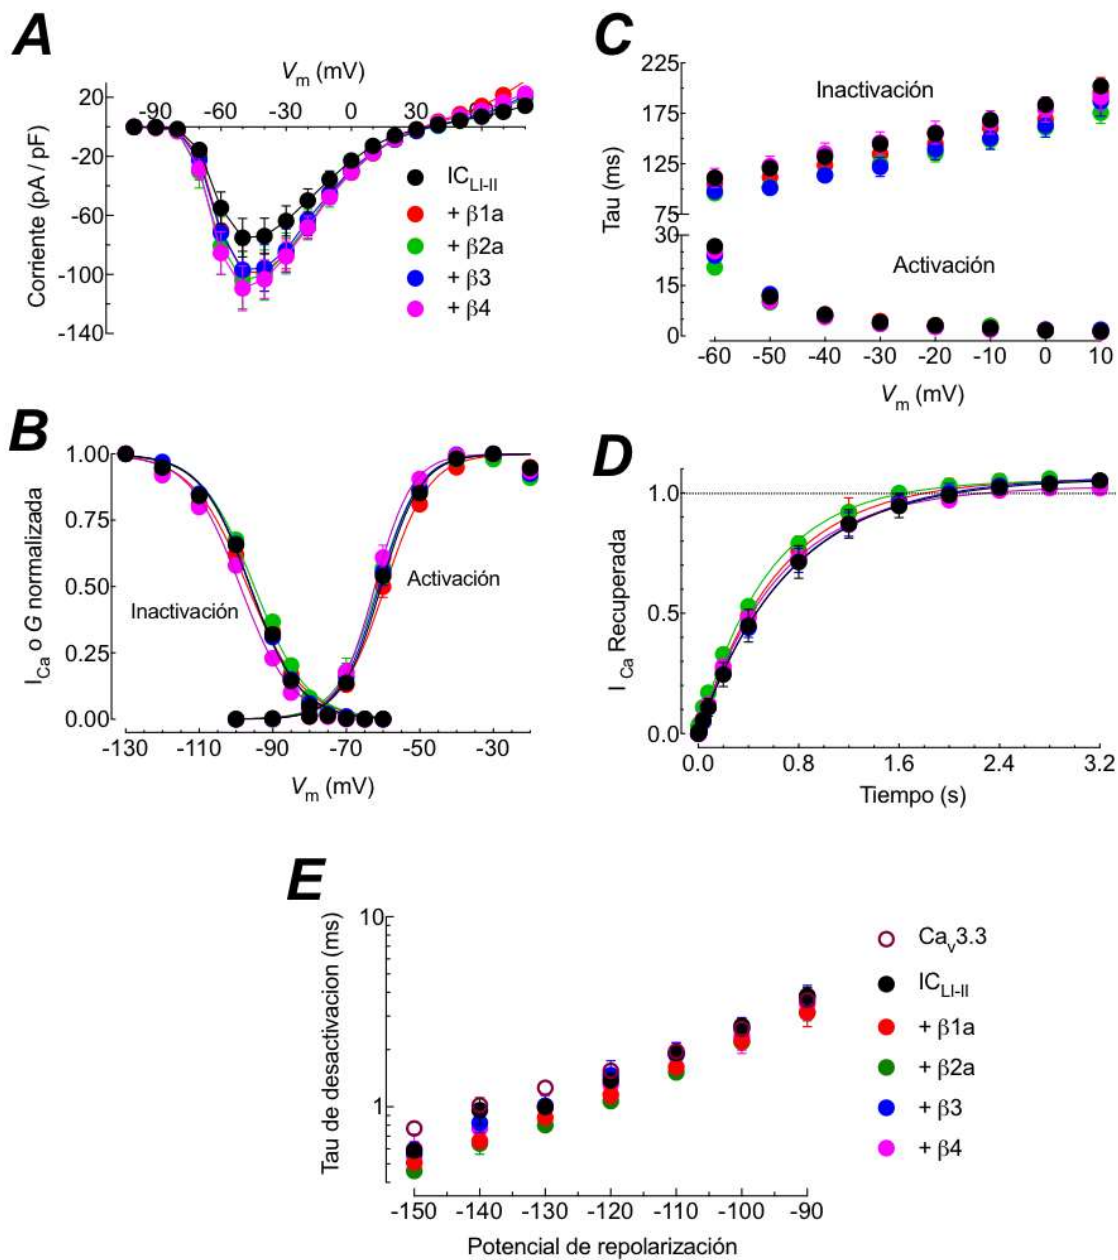 A
V_m (mV)
-90 -60 -30 0 30 60
20
-20
-60
-100
-140
Corriente (pA / pF)
IC_LI-II
+ β1a
+ β2a
+ β3
+ β4
C
225
175
125
75
30
15
0
Tau (ms)
Inactivación
Activación
-60 -50 -40 -30 -20 -10 0 10
V_m (mV)
B
1.00
0.75
0.50
0.25
0.00
I_Ca o G normalizada
Inactivación
Activación
-130 -110 -90 -70 -50 -30
V_m (mV)
D
1.0
0.5
0.0
I_Ca Recuperada
0.0 0.8 1.6 2.4 3.2
Tiempo (s)
E
10
1
Tau de desactivacion (ms)
-150 -140 -130 -120 -110 -100 -90
Potencial de repolarización
Ca_v3.3
IC_LI-II
+ β1a
+ β2a
+ β3
+ β4